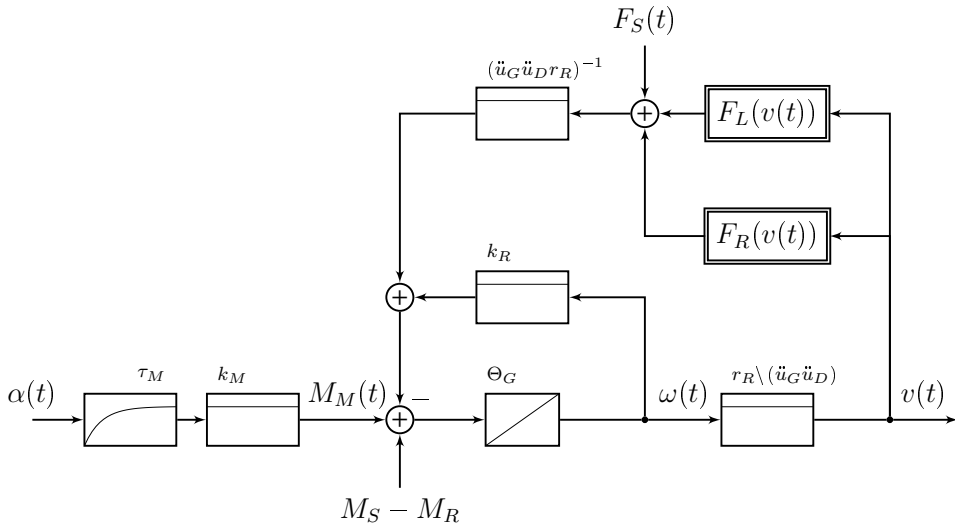 F_S(t)
(ü_G ü_D r_R)^{-1}
+
F_L(v(t))
F_R(v(t))
k_R
+
τ_M
k_M
Θ_G
r_R\(ü_G ü_D)
α(t)
M_M(t)
+
−
ω(t)
v(t)
M_S − M_R